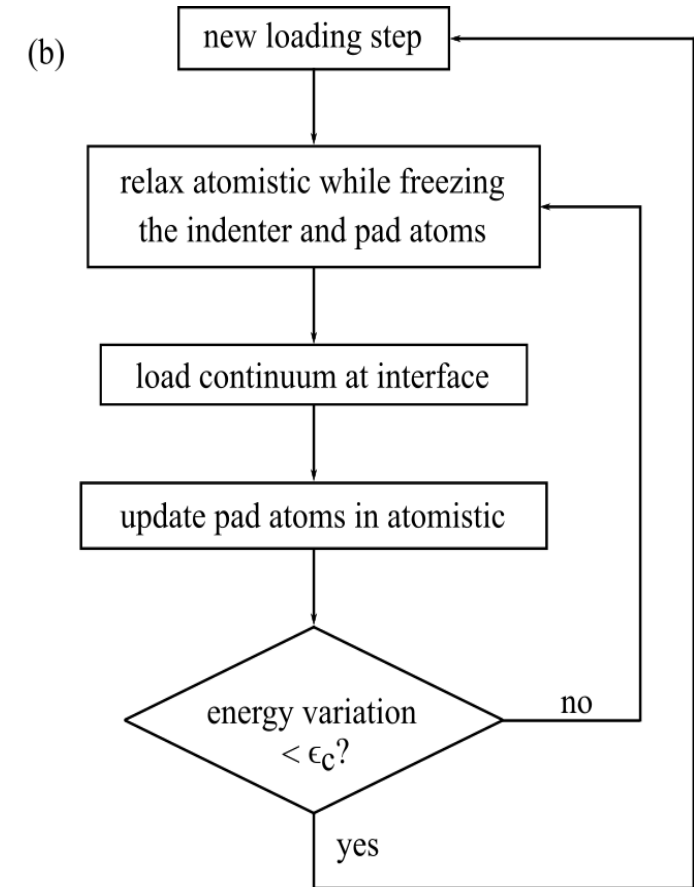 (b)
new loading step
relax atomistic while freezing
the indenter and pad atoms
load continuum at interface
update pad atoms in atomistic
energy variation
< ϵc?
no
yes